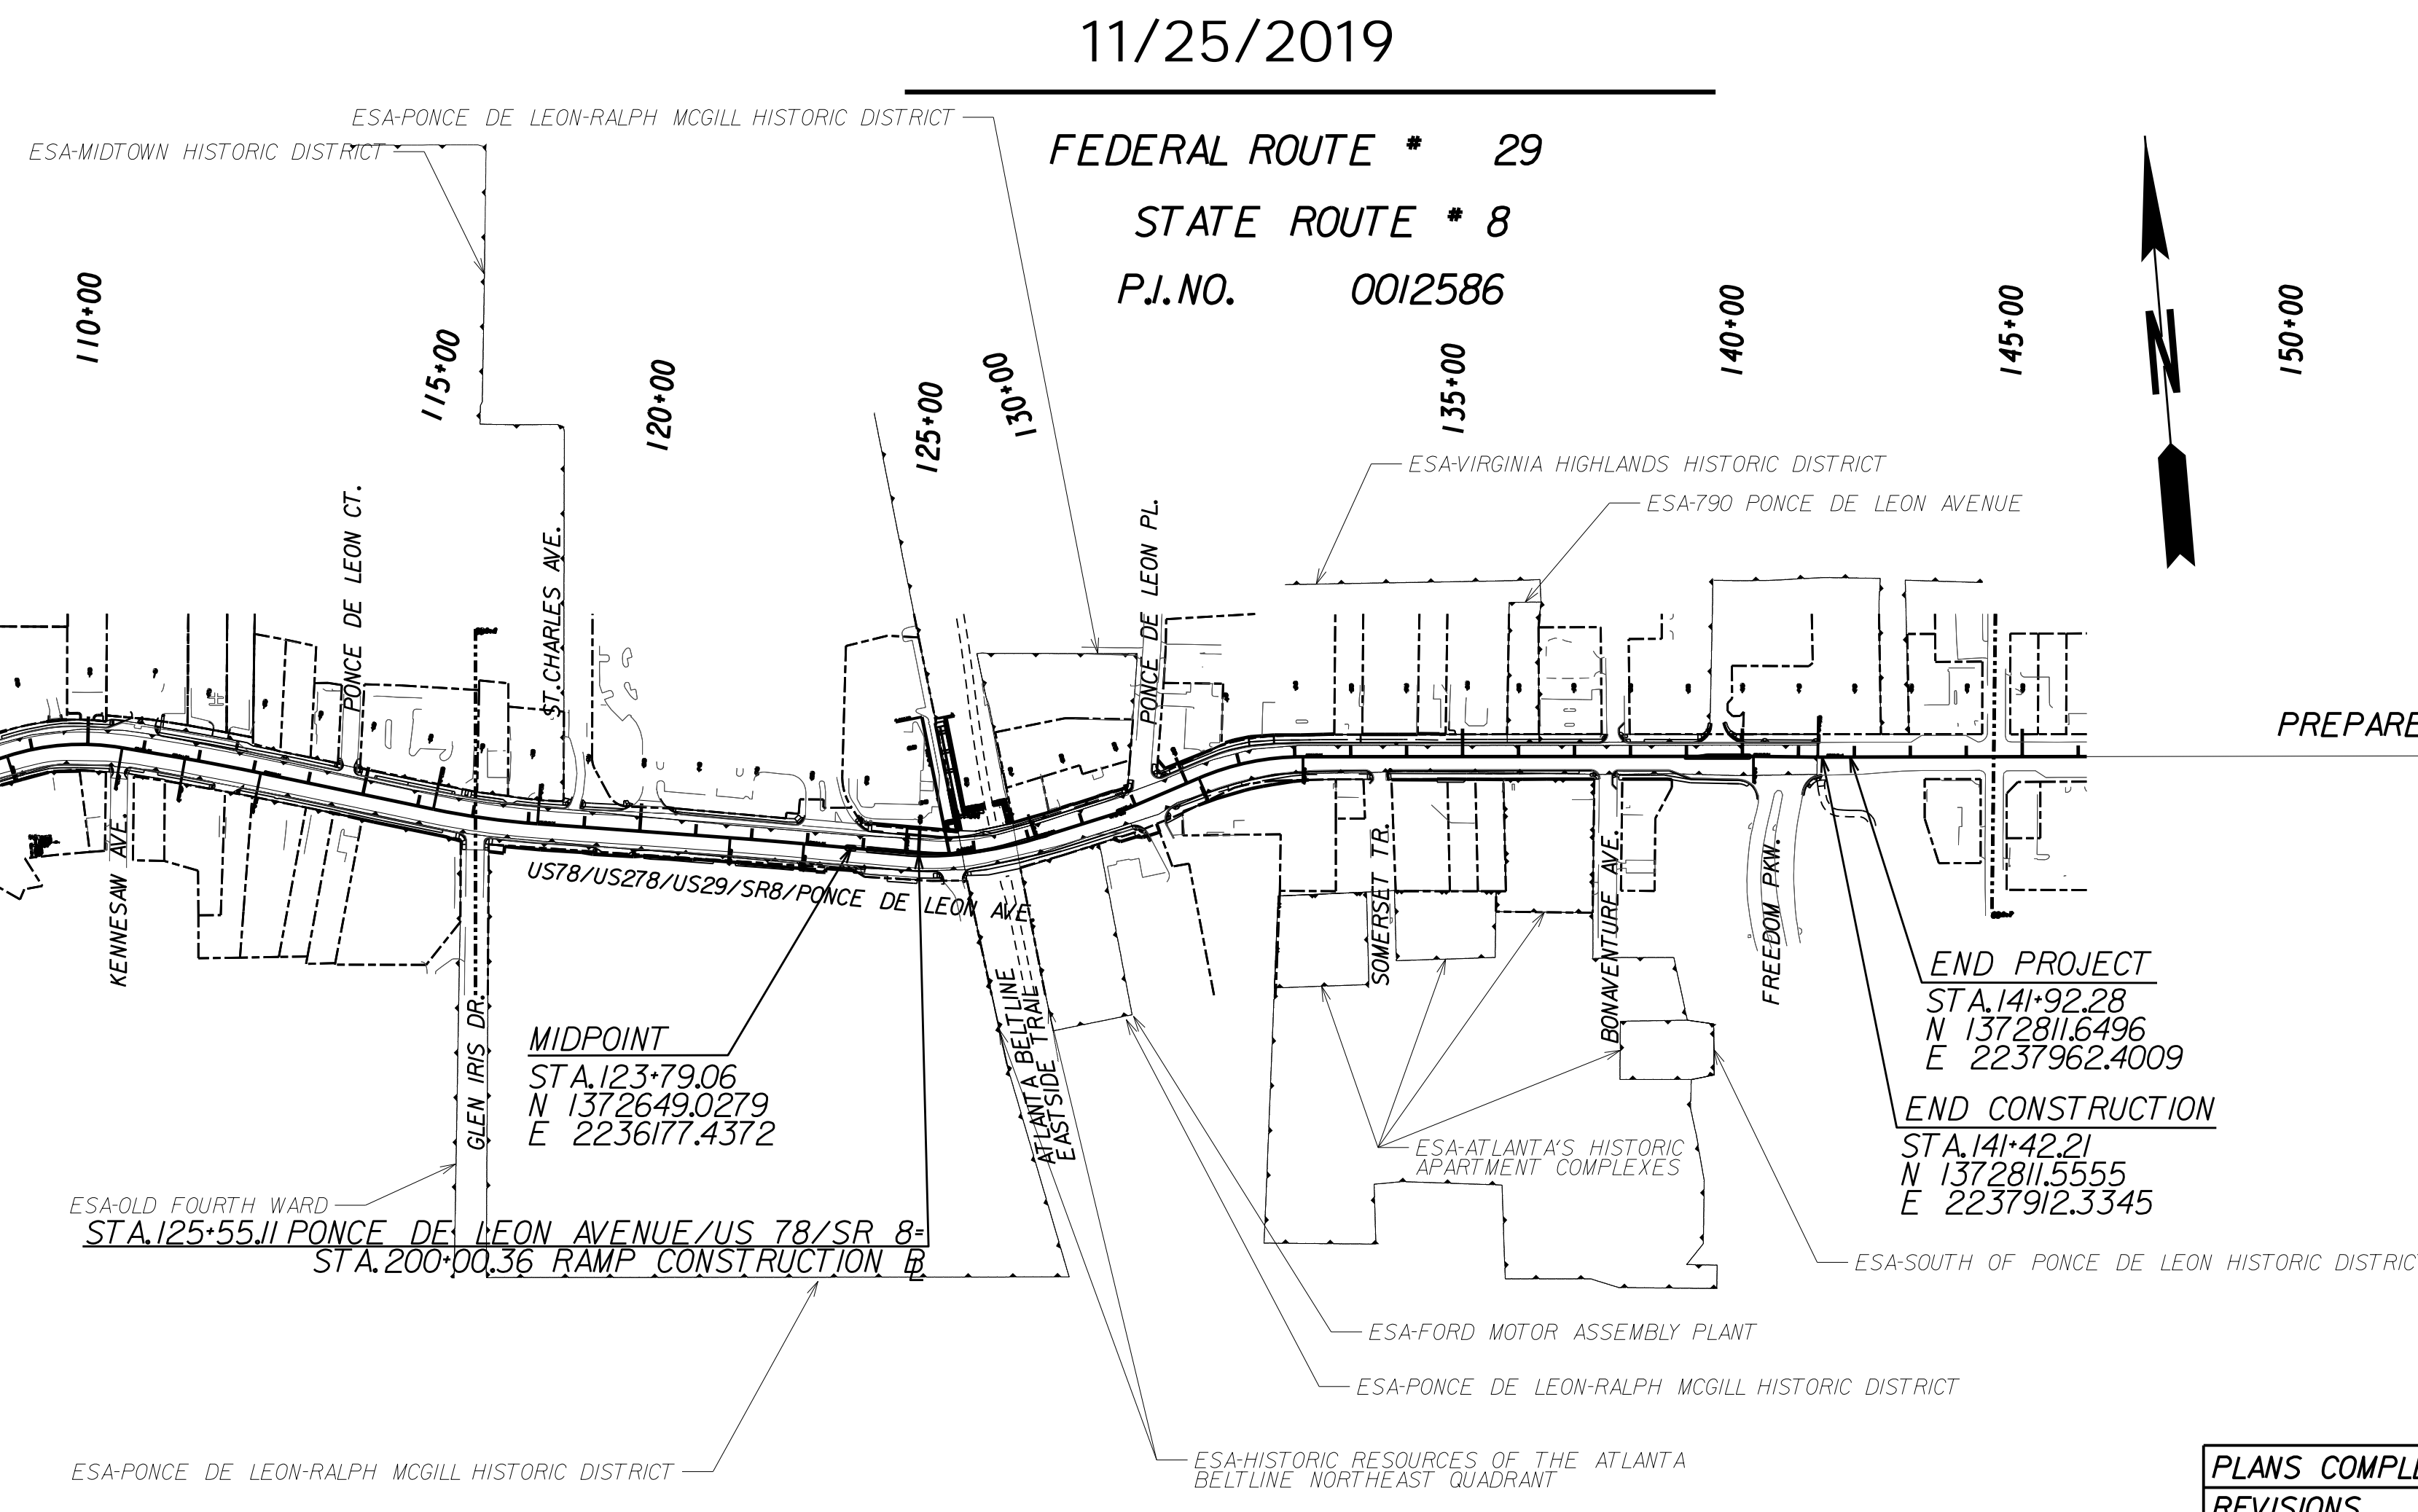 11/25/2019
FEDERAL ROUTE # 29
STATE ROUTE # 8
P.I.NO. 0012586
ESA-PONCE DE LEON-RALPH MCGILL HISTORIC DISTRICT
ESA-MIDTOWN HISTORIC DISTRICT
110+00
115+00
120+00
125+00
130+00
135+00
140+00
145+00
150+00
N
ESA-VIRGINIA HIGHLANDS HISTORIC DISTRICT
ESA-790 PONCE DE LEON AVENUE
PONCE DE LEON CT.
ST.CHARLES AVE.
PONCE DE LEON PL.
PREPARE
KENNESAW AVE.
US78/US278/US29/SR8/PONCE DE LEON AVE.
GLEN IRIS DR.
ATLANTA BELTLINE
EASTSIDE TRAIL
SOMERSET TR.
BONAVENTURE AVE.
FREEDOM PKW.
MIDPOINT
STA.123+79.06
N 1372649.0279
E 2236177.4372
END PROJECT
STA.141+92.28
N 1372811.6496
E 2237962.4009
END CONSTRUCTION
STA.141+42.21
N 1372811.5555
E 2237912.3345
ESA-ATLANTA'S HISTORIC
APARTMENT COMPLEXES
ESA-OLD FOURTH WARD
STA.125+55.11 PONCE DE LEON AVENUE/US 78/SR 8=
STA.200+00.36 RAMP CONSTRUCTION BL
ESA-SOUTH OF PONCE DE LEON HISTORIC DISTRIC
ESA-FORD MOTOR ASSEMBLY PLANT
ESA-PONCE DE LEON-RALPH MCGILL HISTORIC DISTRICT
ESA-HISTORIC RESOURCES OF THE ATLANTA
BELTLINE NORTHEAST QUADRANT
ESA-PONCE DE LEON-RALPH MCGILL HISTORIC DISTRICT
PLANS COMPLE
REVISIONS